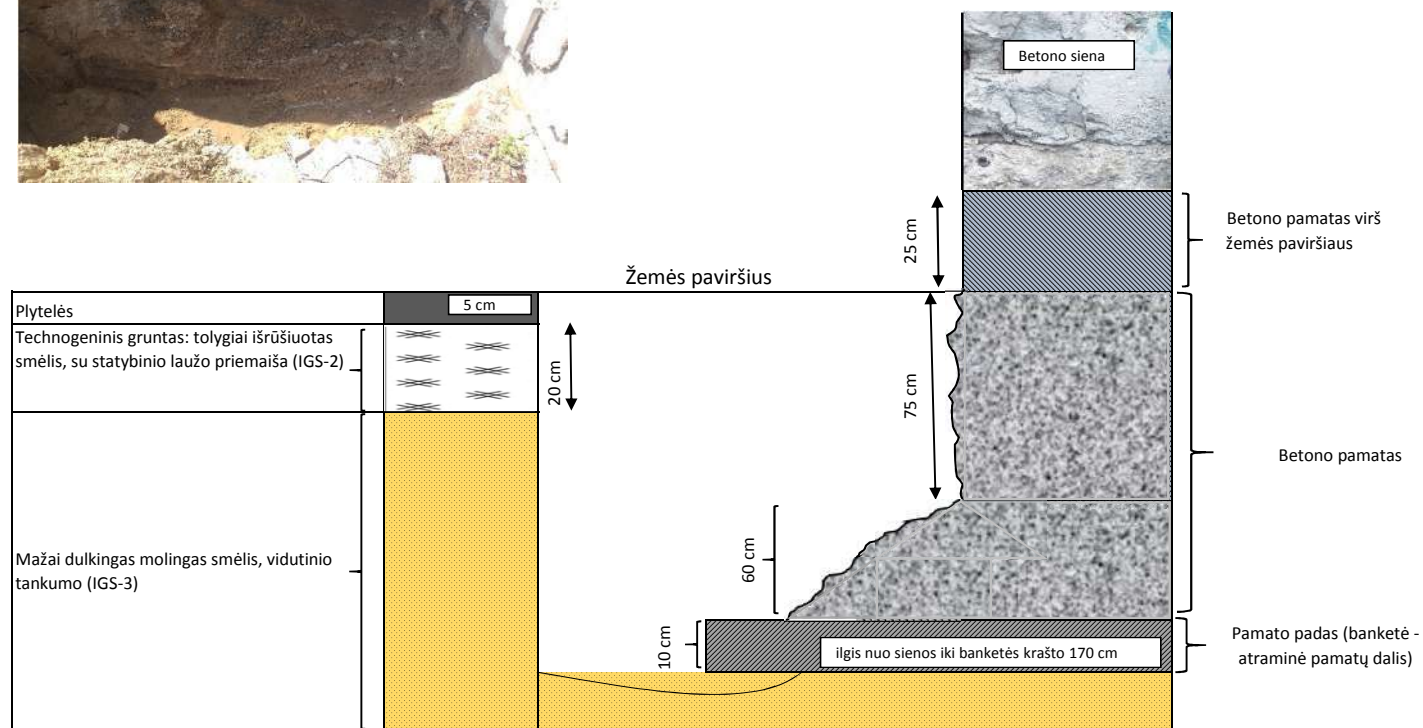 Betono siena
25 cm
Betono pamatas virš
žemės paviršiaus
Žemės paviršius
Plytelės
5 cm
Technogeninis gruntas: tolygiai išrūšiuotas
smėlis, su statybinio laužo priemaiša (IGS-2)
20 cm
75 cm
Betono pamatas
Mažai dulkingas molingas smėlis, vidutinio
tankumo (IGS-3)
60 cm
10 cm
ilgis nuo sienos iki banketės krašto 170 cm
Pamato padas (banketė -
atraminė pamatų dalis)